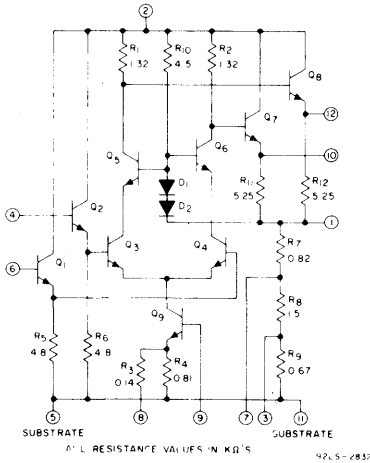 2
R1
1.32
R10
4.5
R2
1.32
Q8
Q7
12
Q5
Q6
10
D1
D2
R11
5.25
R12
5.25
4
Q2
1
6
Q1
Q3
Q4
R7
0.82
R8
1.5
Q9
R5
4.8
R6
4.8
R3
0.14
R4
0.81
R9
0.67
5
8
9
7
3
11
SUBSTRATE
SUBSTRATE
RESISTANCE VALUES IN KΩ'S
92LS-2832